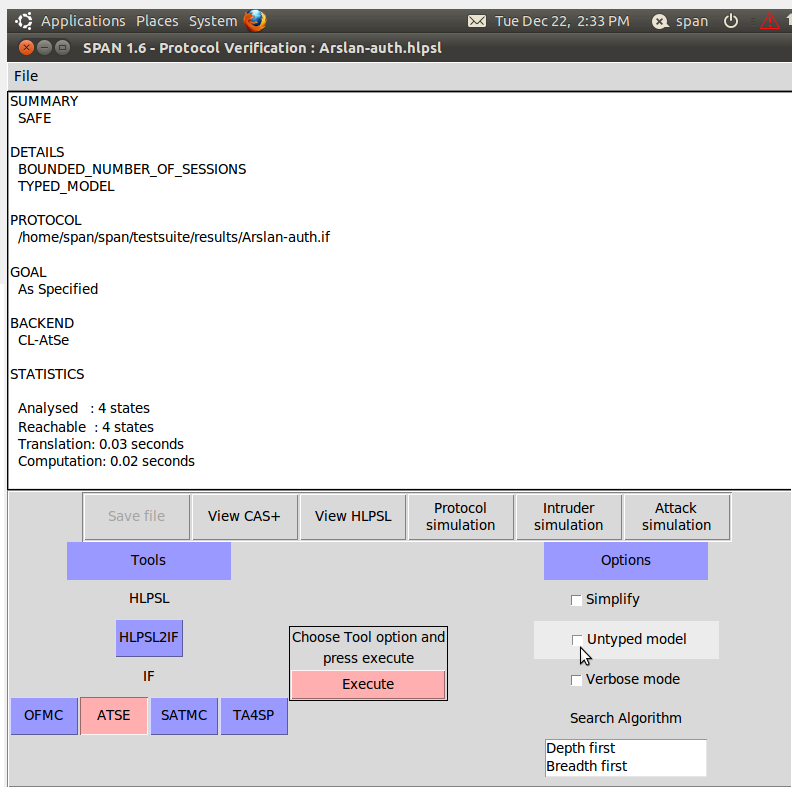 Applications Places System Tue Dec 22, 2:33 PM span
SPAN 1.6 - Protocol Verification : Arslan-auth.hlpsl
File
SUMMARY
SAFE
DETAILS
BOUNDED_NUMBER_OF_SESSIONS
TYPED_MODEL
PROTOCOL
/home/span/span/testsuite/results/Arslan-auth.if
GOAL
As Specified
BACKEND
CL-AtSe
STATISTICS
Analysed : 4 states
Reachable : 4 states
Translation: 0.03 seconds
Computation: 0.02 seconds
Save file
View CAS+
View HLPSL
Protocol
simulation
Intruder
simulation
Attack
simulation
Tools
HLPSL
HLPSL2IF
IF
OFMC ATSE SATMC TA4SP
Choose Tool option and
press execute
Execute
Options
Simplify
Untyped model
Verbose mode
Search Algorithm
Depth first
Breadth first